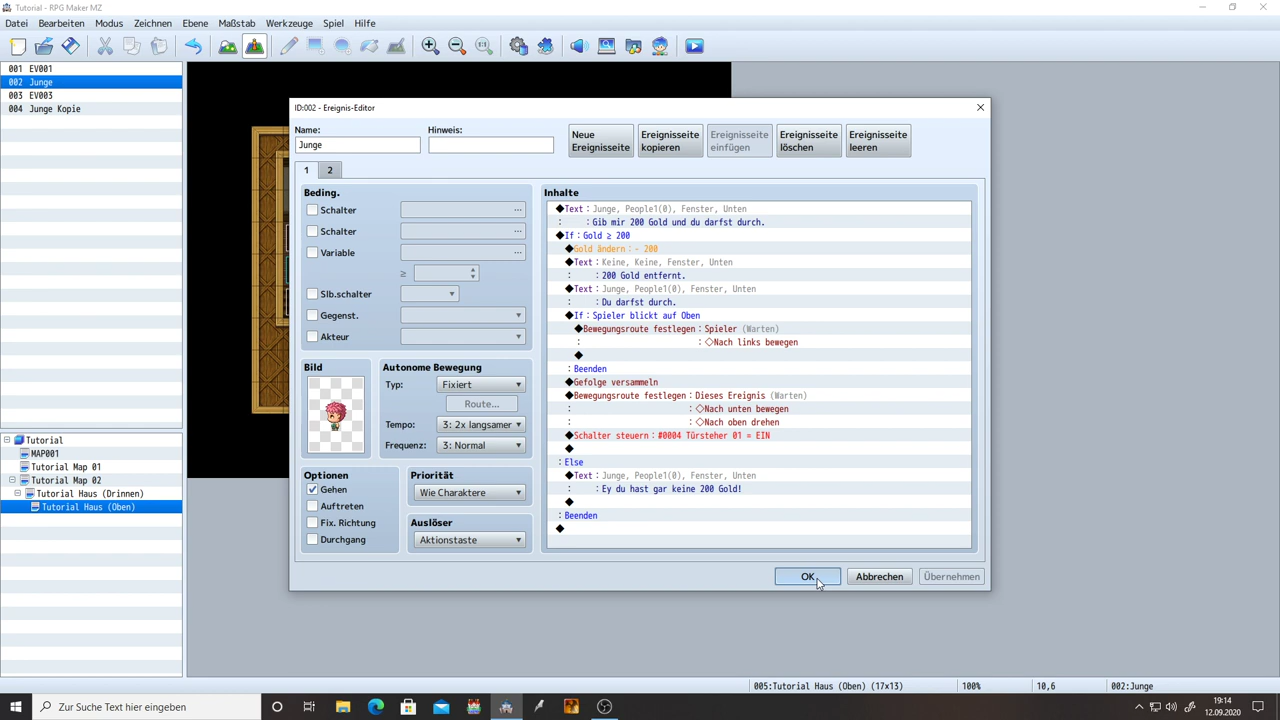 Tutorial - RPG Maker MZ
Datei Bearbeiten Modus Zeichnen Ebene Maßstab Werkzeuge Spiel Hilfe
001 EV001
002 Junge
003 EV003
004 Junge Kopie
ID:002 - Ereignis-Editor
Name:
Hinweis:
Junge
Neue Ereignisseite
Ereignisseite kopieren
Ereignisseite einfügen
Ereignisseite löschen
Ereignisseite leeren
1 2
Beding.
Schalter ...
Schalter ...
Variable ...
≥
Slb.schalter
Gegenst.
Akteur
Bild
Autonome Bewegung
Typ: Fixiert
Route...
Tempo: 3: 2x langsamer
Frequenz: 3: Normal
Optionen
Gehen
Auftreten
Fix. Richtung
Durchgang
Priorität
Wie Charaktere
Auslöser
Aktionstaste
Inhalte
◆Text：Junge, People1(0), Fenster, Unten
：　　：Gib mir 200 Gold und du darfst durch.
◆If：Gold ≥ 200
◆Gold ändern：- 200
◆Text：Keine, Keine, Fenster, Unten
：　　：200 Gold entfernt.
◆Text：Junge, People1(0), Fenster, Unten
：　　：Du darfst durch.
◆If：Spieler blickt auf Oben
◆Bewegungsroute festlegen：Spieler (Warten)
：　　：◇Nach links bewegen
◆
：Beenden
◆Gefolge versammeln
◆Bewegungsroute festlegen：Dieses Ereignis (Warten)
：　　：◇Nach unten bewegen
：　　：◇Nach oben drehen
◆Schalter steuern：#0004 Türsteher 01 = EIN
◆
：Else
◆Text：Junge, People1(0), Fenster, Unten
：　　：Ey du hast gar keine 200 Gold!
◆
：Beenden
◆
OK Abbrechen Übernehmen
Tutorial
MAP001
Tutorial Map 01
Tutorial Map 02
Tutorial Haus (Drinnen)
Tutorial Haus (Oben)
005:Tutorial Haus (Oben) (17x13) 100% 10,6 002:Junge
Zur Suche Text hier eingeben
19:14
12.09.2020